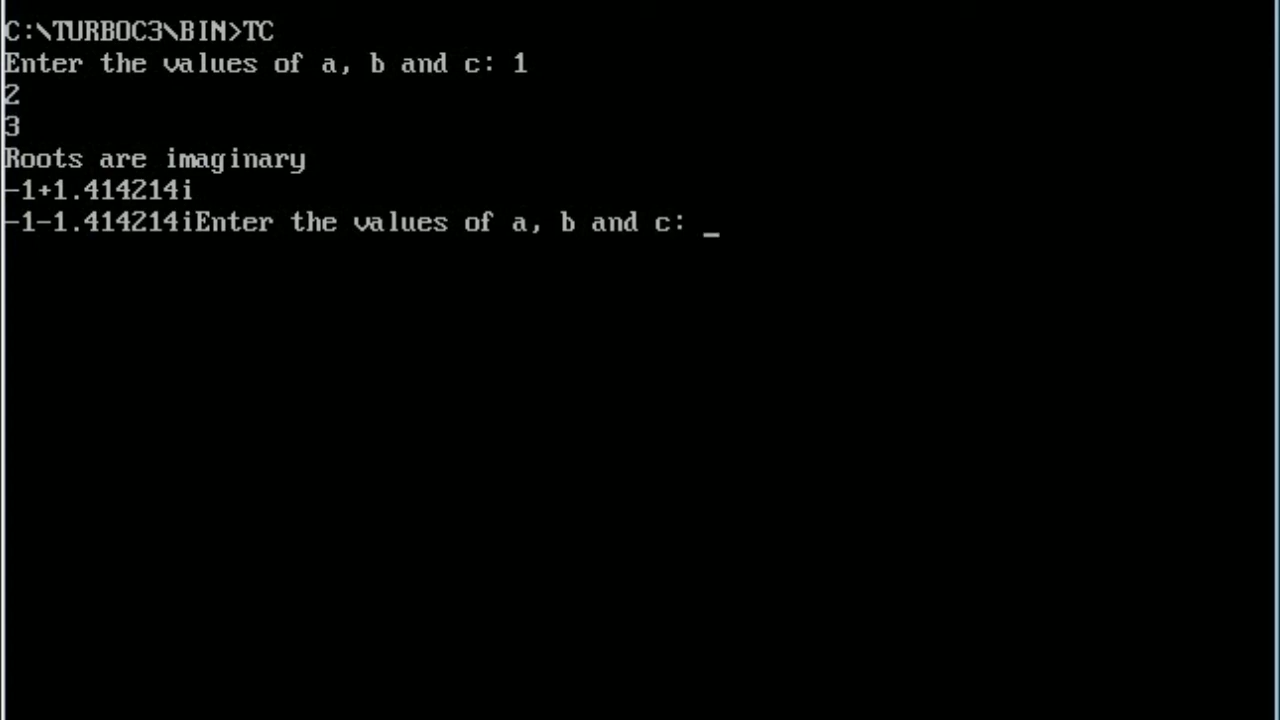 C:\TURBOC3\BIN>TC
Enter the values of a, b and c: 1
2
3
Roots are imaginary
-1+1.414214i
-1-1.414214iEnter the values of a, b and c: _